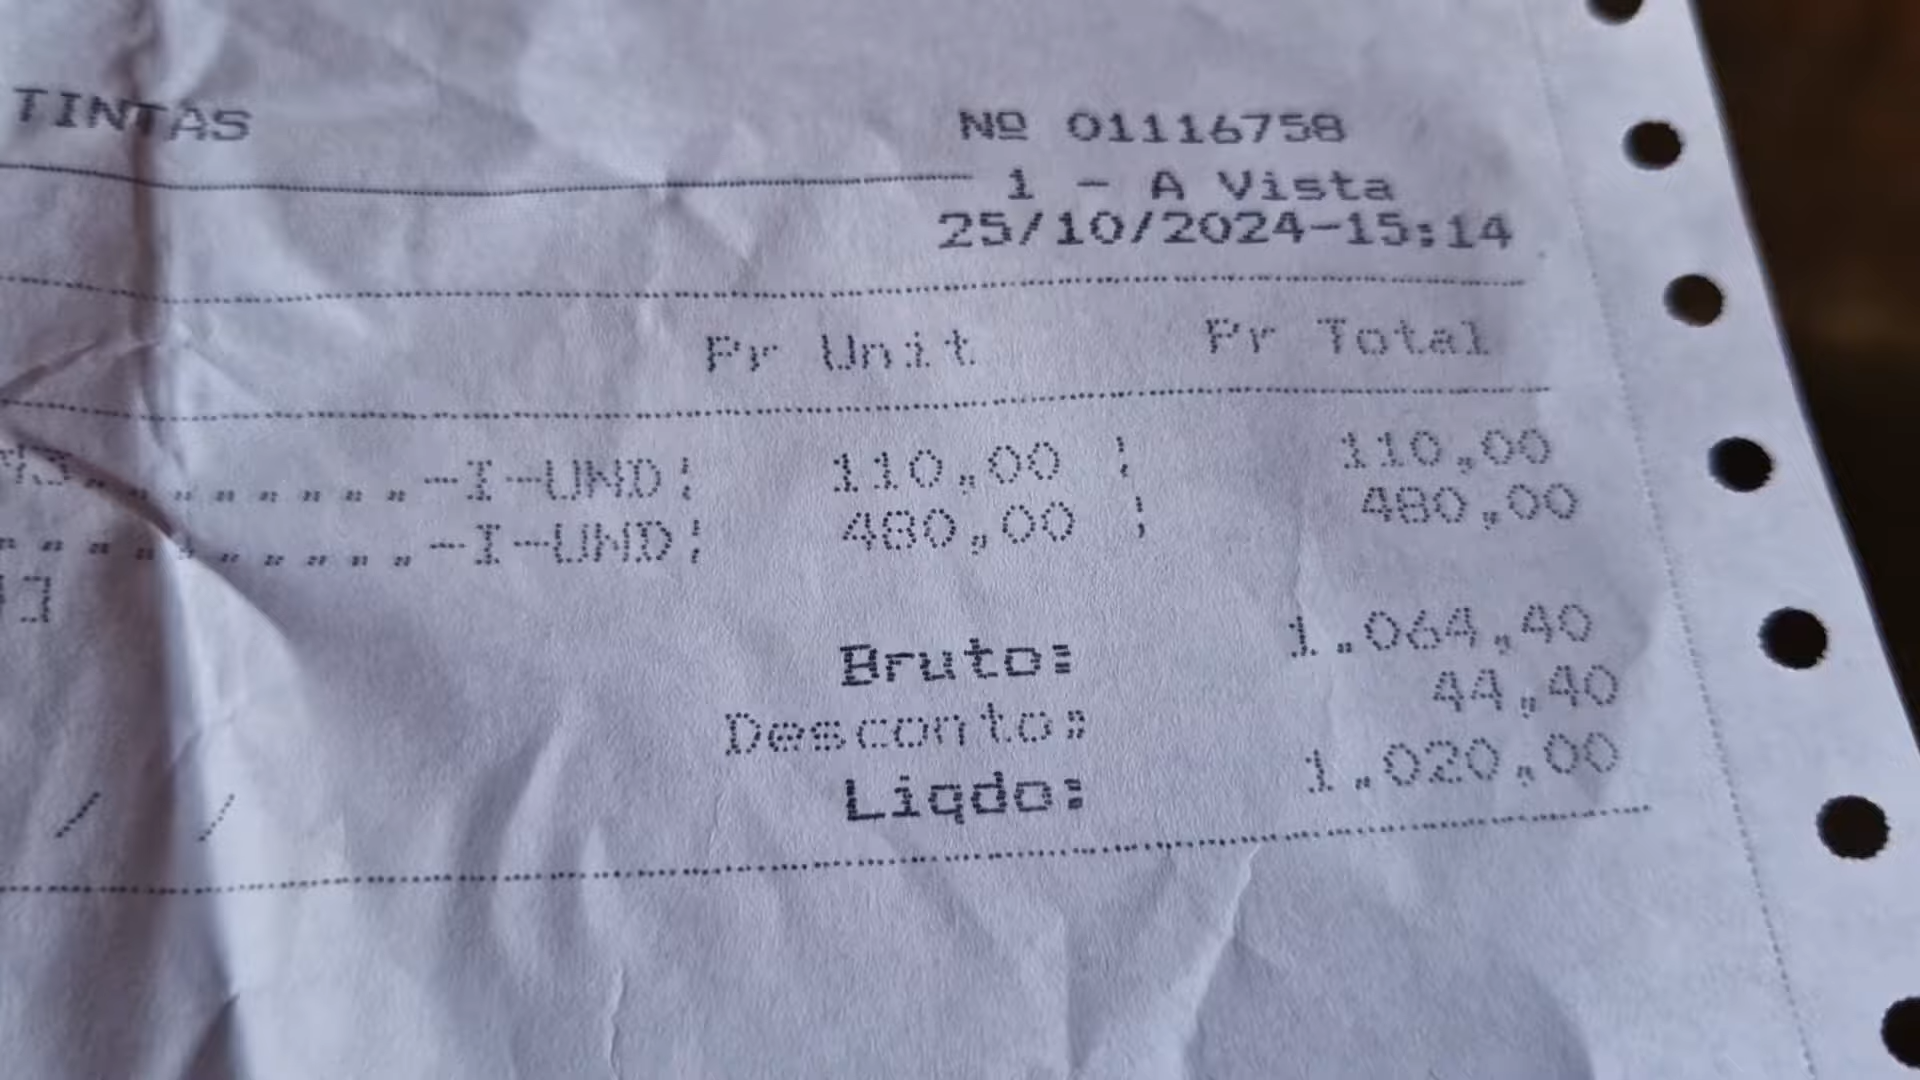 TINTAS Nº 01116758
1 - A Vista
25/10/2024-15:14
Pr Unit Pr Total
.........-I-UND: 110,00 : 110,00
............-I-UND: 480,00 : 480,00
Bruto: 1.064,40
Desconto: 44,40
Liqdo: 1.020,00
/ /